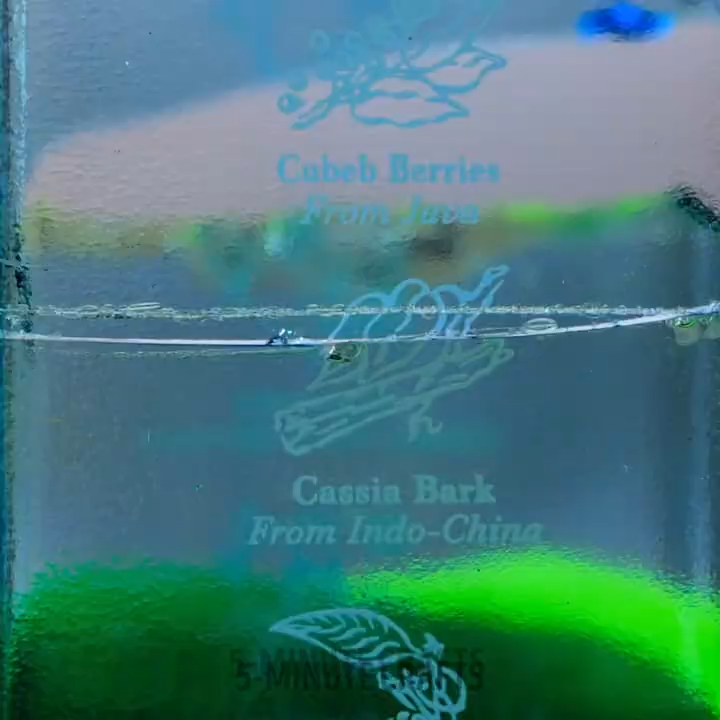 Cubeb Berries
From Java
Cassia Bark
From Indo-China
5-MINUTE CRAFTS